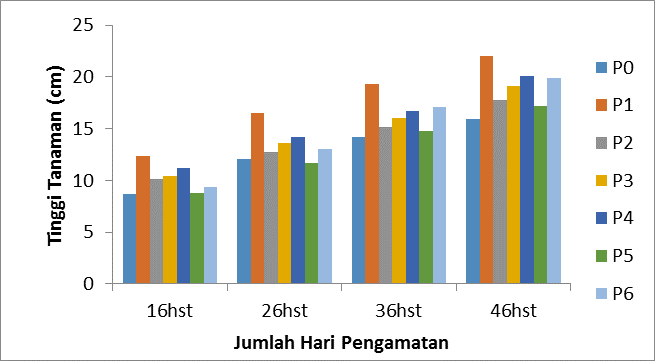 Tinggi Tanaman (cm)
25
20
15
10
5
0
16hst 26hst 36hst 46hst
Jumlah Hari Pengamatan
P0
P1
P2
P3
P4
P5
P6